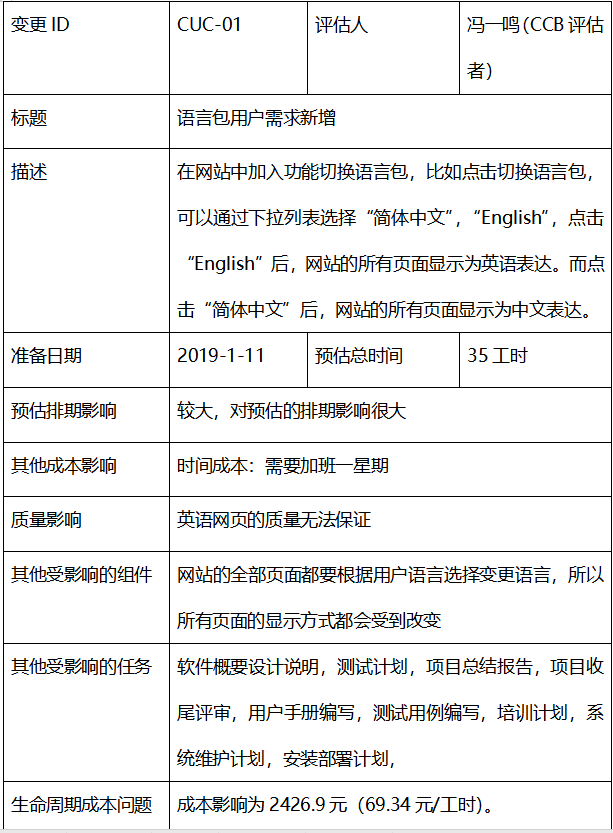 变更 ID CUC-01 评估人 冯一鸣（CCB 评估
者）
标题 语言包用户需求新增
描述 在网站中加入功能切换语言包，比如点击切换语言包，
可以通过下拉列表选择“简体中文”，“English”，点击
“English”后，网站的所有页面显示为英语表达。而点
击“简体中文”后，网站的所有页面显示为中文表达。
准备日期 2019-1-11 预估总时间 35 工时
预估排期影响 较大，对预估的排期影响很大
其他成本影响 时间成本：需要加班一星期
质量影响 英语网页的质量无法保证
其他受影响的组件 网站的全部页面都要根据用户语言选择变更语言，所以
所有页面的显示方式都会受到改变
其他受影响的任务 软件概要设计说明，测试计划，项目总结报告，项目收
尾评审，用户手册编写，测试用例编写，培训计划，系
统维护计划，安装部署计划，
生命周期成本问题 成本影响为 2426.9 元（69.34 元/工时）。